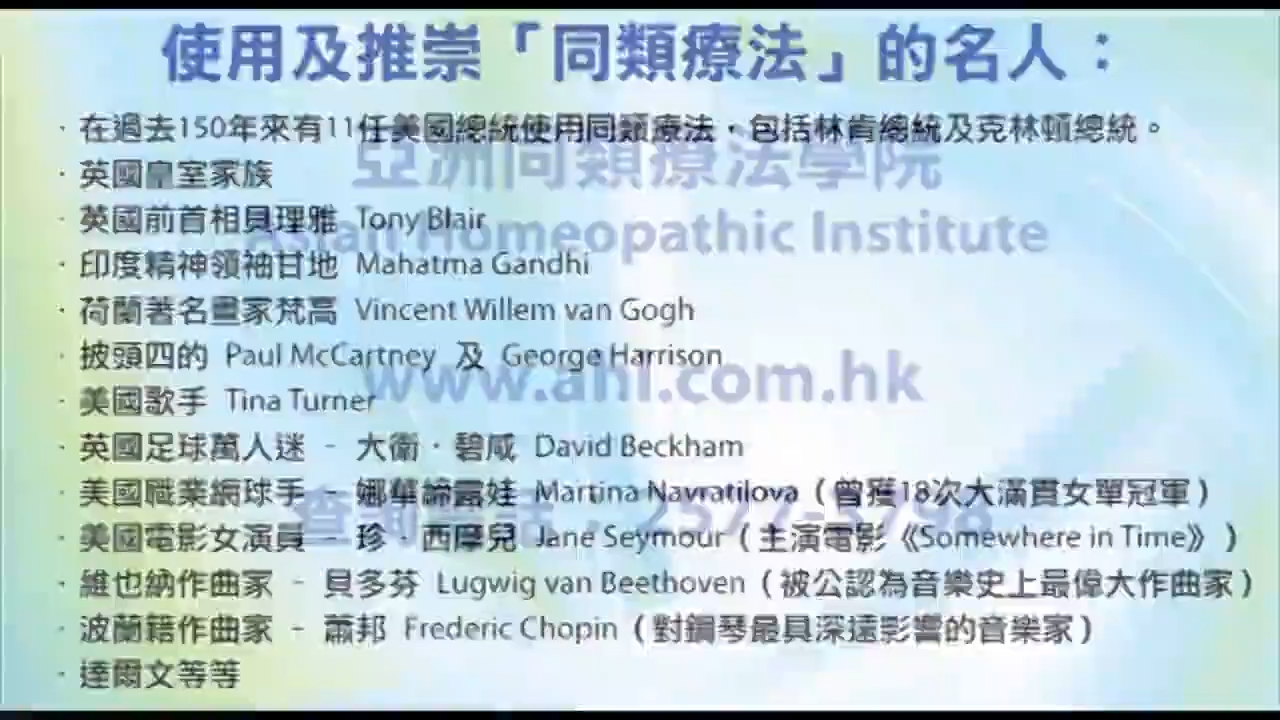 使用及推崇「同類療法」的名人：
· 在過去150年來有11任美國總統使用同類療法，包括林肯總統及克林頓總統。
亞洲同類療法學院
· 英國皇室家族
· 英國前首相貝理雅 Tony Blair
Asian Homeopathic Institute
· 印度精神領袖甘地 Mahatma Gandhi
· 荷蘭著名畫家梵高 Vincent Willem van Gogh
· 披頭四的 Paul McCartney 及 George Harrison
www.ahi.com.hk
· 美國歌手 Tina Turner
· 英國足球萬人迷 - 大衛·碧咸 David Beckham
· 美國職業網球手 - 娜華諦露娃 Martina Navratilova（曾獲18次大滿貫女單冠軍）
查詢電話：
· 美國電影女演員 - 珍·西摩兒 Jane Seymour（主演電影《Somewhere in Time》）
· 維也納作曲家 - 貝多芬 Lugwig van Beethoven（被公認為音樂史上最偉大作曲家）
· 波蘭籍作曲家 - 蕭邦 Frederic Chopin（對鋼琴最具深遠影響的音樂家）
· 達爾文等等